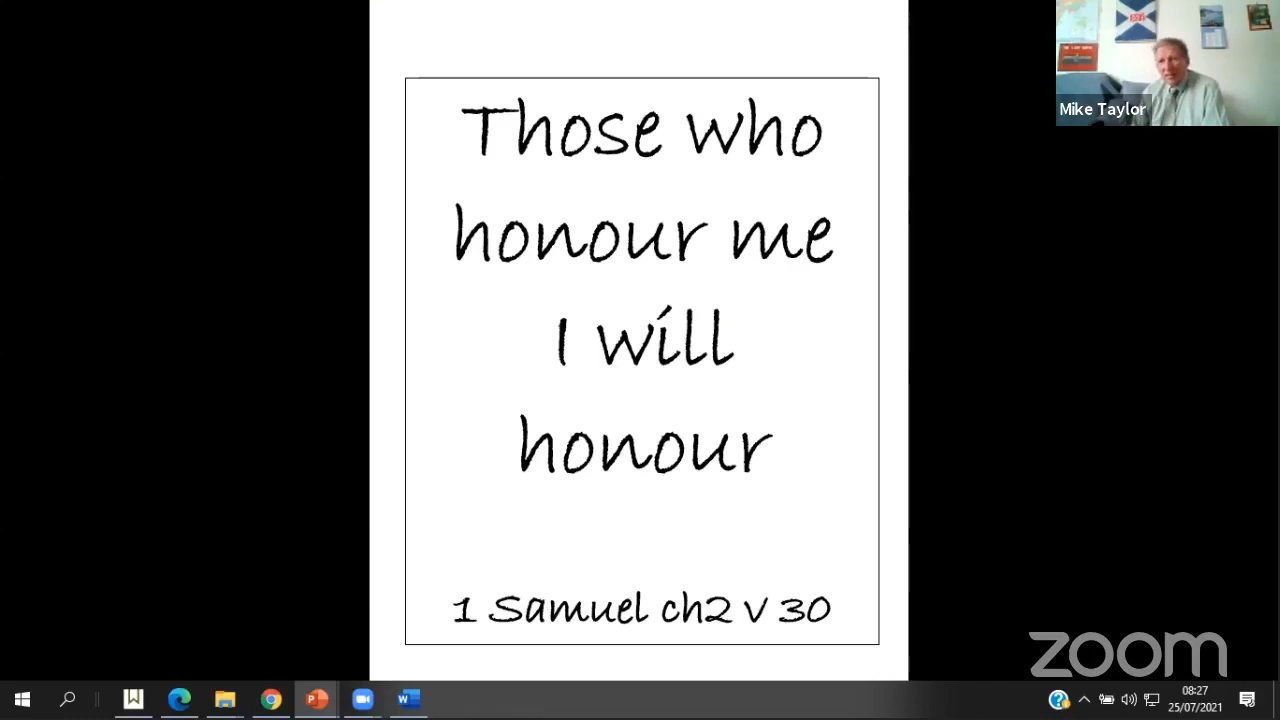 Those who
honour me
I will
honour
1 Samuel ch2 v 30
Mike Taylor
zoom
08:27
25/07/2021